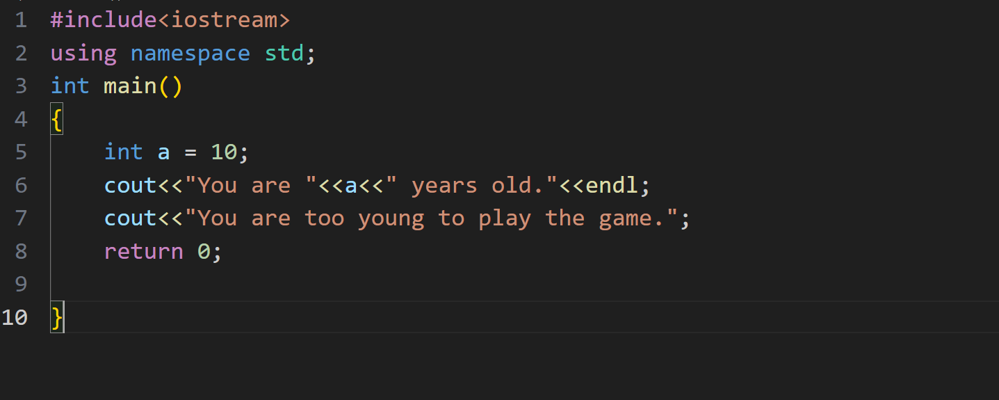 1 #include<iostream>
2 using namespace std;
3 int main()
4 {
5     int a = 10;
6     cout<<"You are "<<a<<" years old."<<endl;
7     cout<<"You are too young to play the game.";
8     return 0;
9
10 }